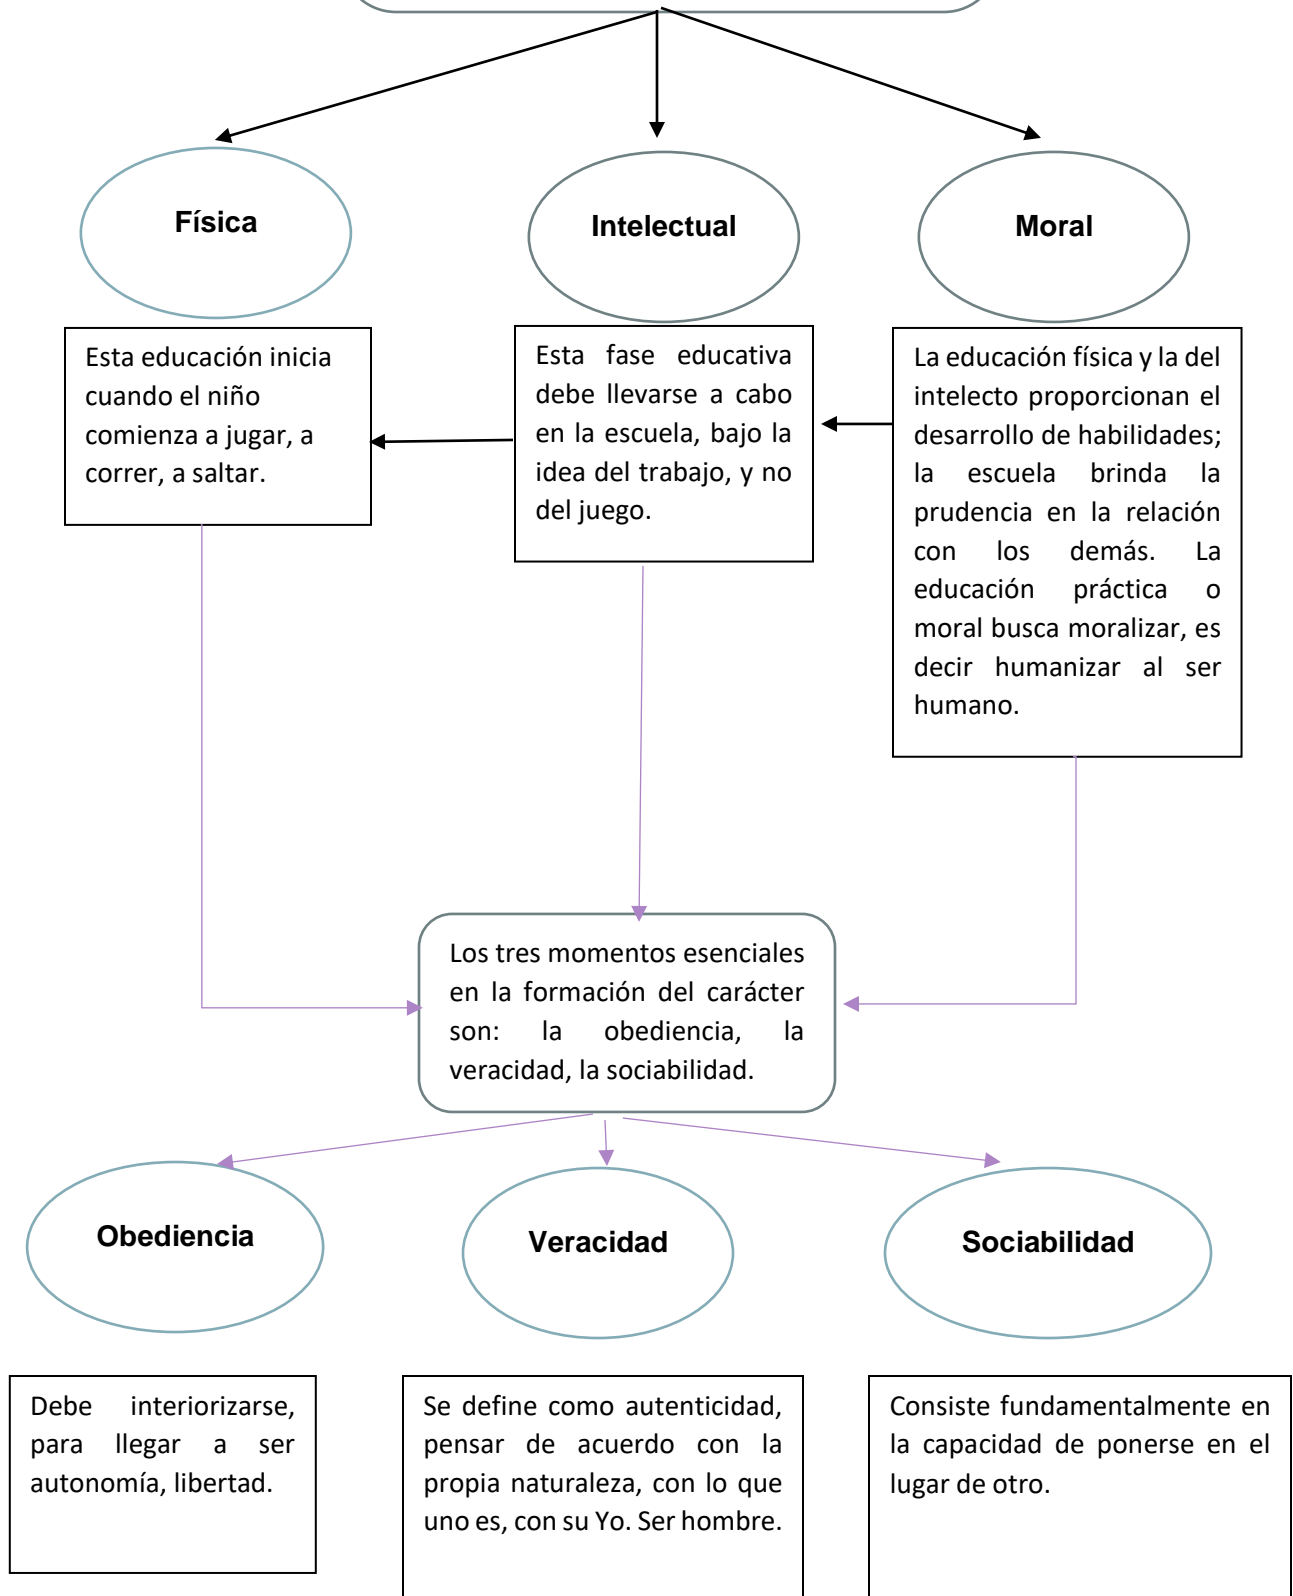 Física
Intelectual
Moral
Esta educación inicia
cuando el niño
comienza a jugar, a
correr, a saltar.
Esta fase educativa
debe llevarse a cabo
en la escuela, bajo la
idea del trabajo, y no
del juego.
La educación física y la del
intelecto proporcionan el
desarrollo de habilidades;
la escuela brinda la
prudencia en la relación
con los demás. La
educación práctica o
moral busca moralizar, es
decir humanizar al ser
humano.
Los tres momentos esenciales
en la formación del carácter
son: la obediencia, la
veracidad, la sociabilidad.
Obediencia
Veracidad
Sociabilidad
Debe interiorizarse,
para llegar a ser
autonomía, libertad.
Se define como autenticidad,
pensar de acuerdo con la
propia naturaleza, con lo que
uno es, con su Yo. Ser hombre.
Consiste fundamentalmente en
la capacidad de ponerse en el
lugar de otro.